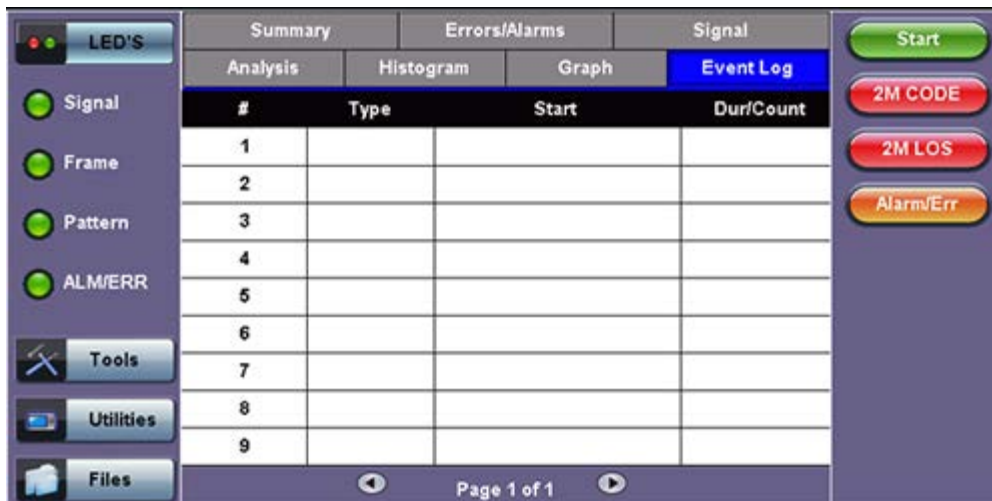 LED'S
Signal
Frame
Pattern
ALM/ERR
Tools
Utilities
Files
Summary Errors/Alarms Signal
Analysis Histogram Graph Event Log
# Type Start Dur/Count
1
2
3
4
5
6
7
8
9
Page 1 of 1
Start
2M CODE
2M LOS
Alarm/Err